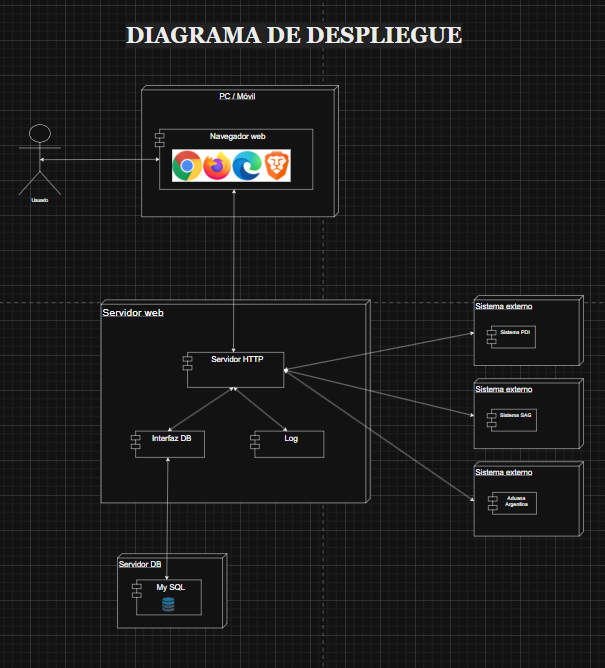 DIAGRAMA DE DESPLIEGUE
PC / Móvil
Navegador web
Usuario
Servidor web
Servidor HTTP
Interfaz DB
Log
Sistema externo
Sistema PDI
Sistema externo
Sistema SAG
Sistema externo
Aduana
Argentina
Servidor DB
My SQL